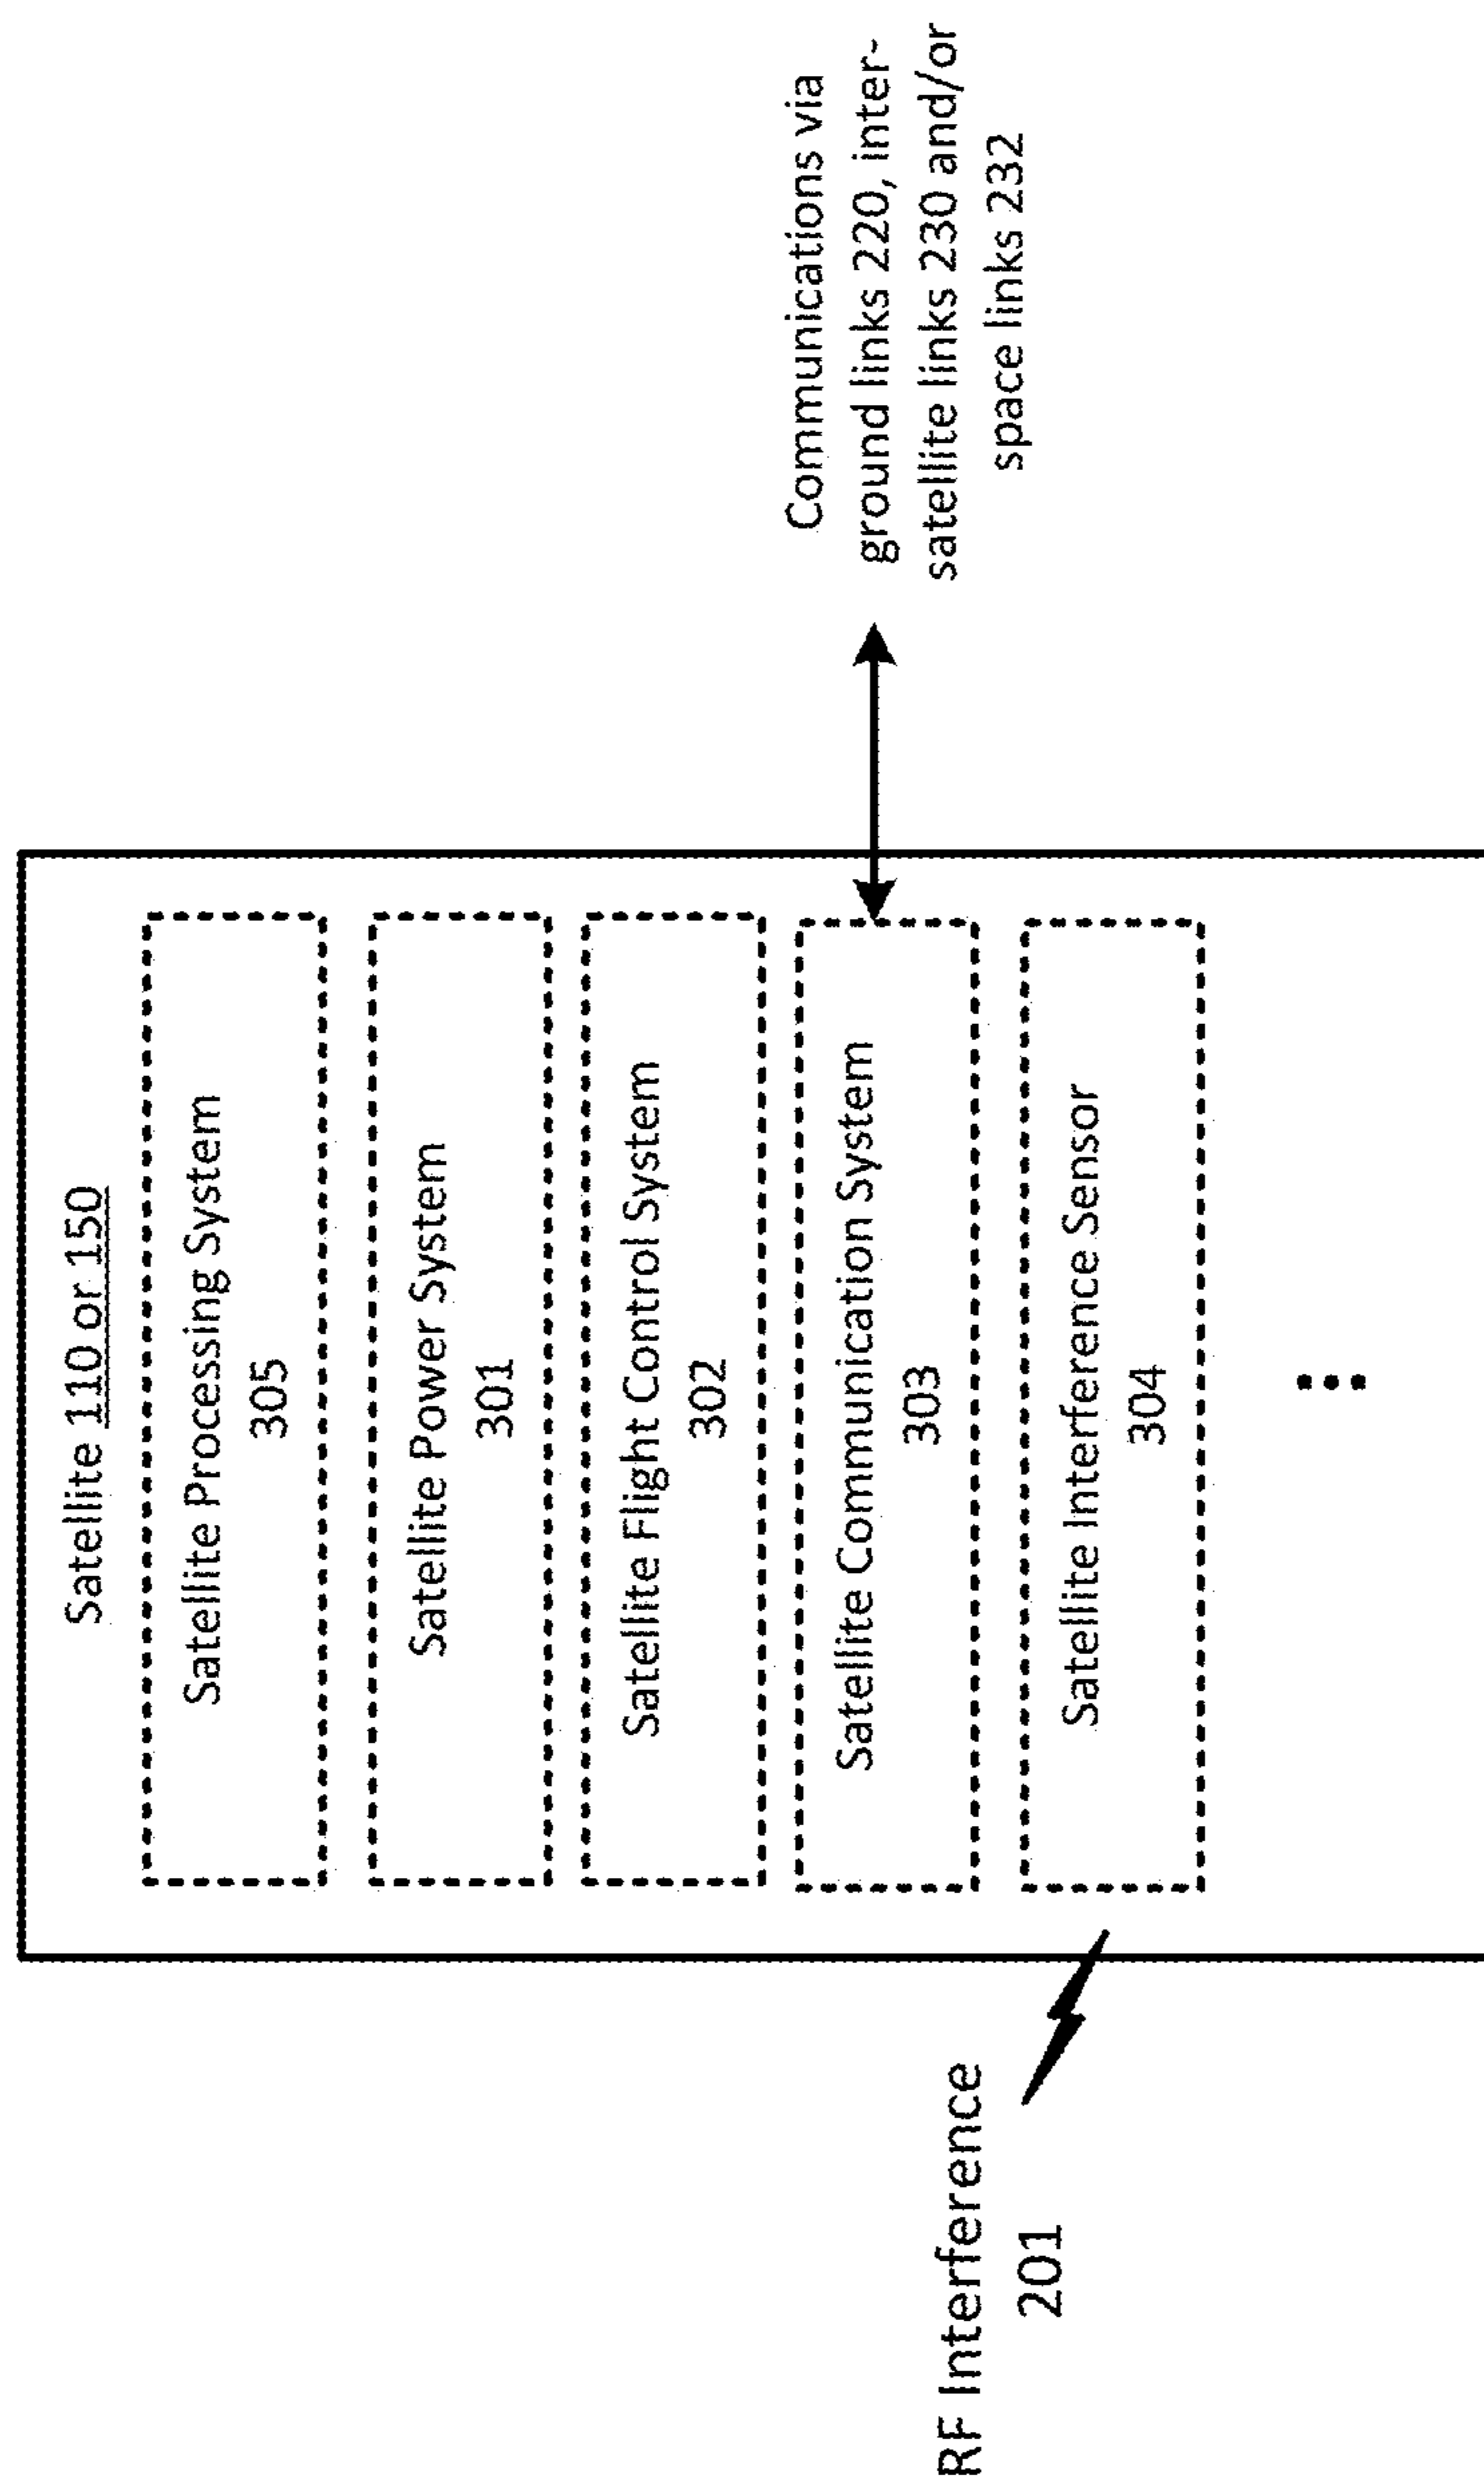 Satellite 110 or 150
Satellite Processing System
305
Satellite Power System
301
Satellite Flight Control System
302
Satellite Communication System
303
Satellite Interference Sensor
304
RF Interference
201
Communications via
ground links 220, inter-
satellite links 230 and/or
space links 232